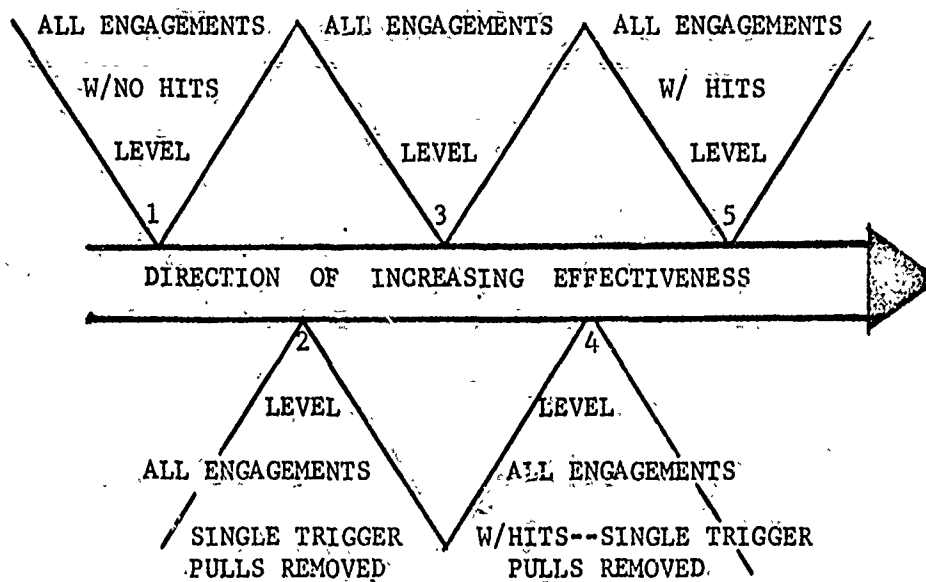 ALL ENGAGEMENTS ALL ENGAGEMENTS ALL ENGAGEMENTS
W/NO HITS W/ HITS
LEVEL LEVEL LEVEL
1 3 5
DIRECTION OF INCREASING EFFECTIVENESS
2 4
LEVEL LEVEL
ALL ENGAGEMENTS ALL ENGAGEMENTS
SINGLE TRIGGER W/HITS--SINGLE TRIGGER
PULLS REMOVED PULLS REMOVED